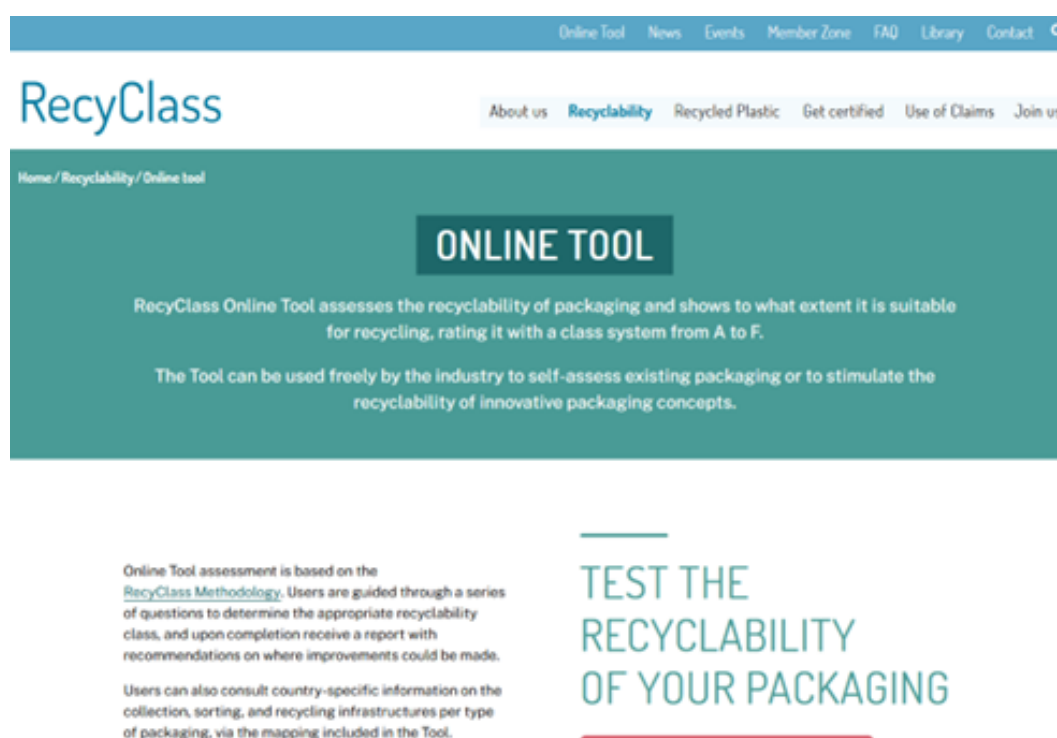 Online Tool News Events Member Zone FAQ Library Contact
RecyClass
About us Recyclability Recycled Plastic Get certified Use of Claims Join us
Home / Recyclability / Online tool
ONLINE TOOL
RecyClass Online Tool assesses the recyclability of packaging and shows to what extent it is suitable
for recycling, rating it with a class system from A to F.
The Tool can be used freely by the industry to self-assess existing packaging or to stimulate the
recyclability of innovative packaging concepts.
Online Tool assessment is based on the
RecyClass Methodology. Users are guided through a series
of questions to determine the appropriate recyclability
class, and upon completion receive a report with
recommendations on where improvements could be made.
Users can also consult country-specific information on the
collection, sorting, and recycling infrastructures per type
of packaging, via the mapping included in the Tool.
TEST THE
RECYCLABILITY
OF YOUR PACKAGING